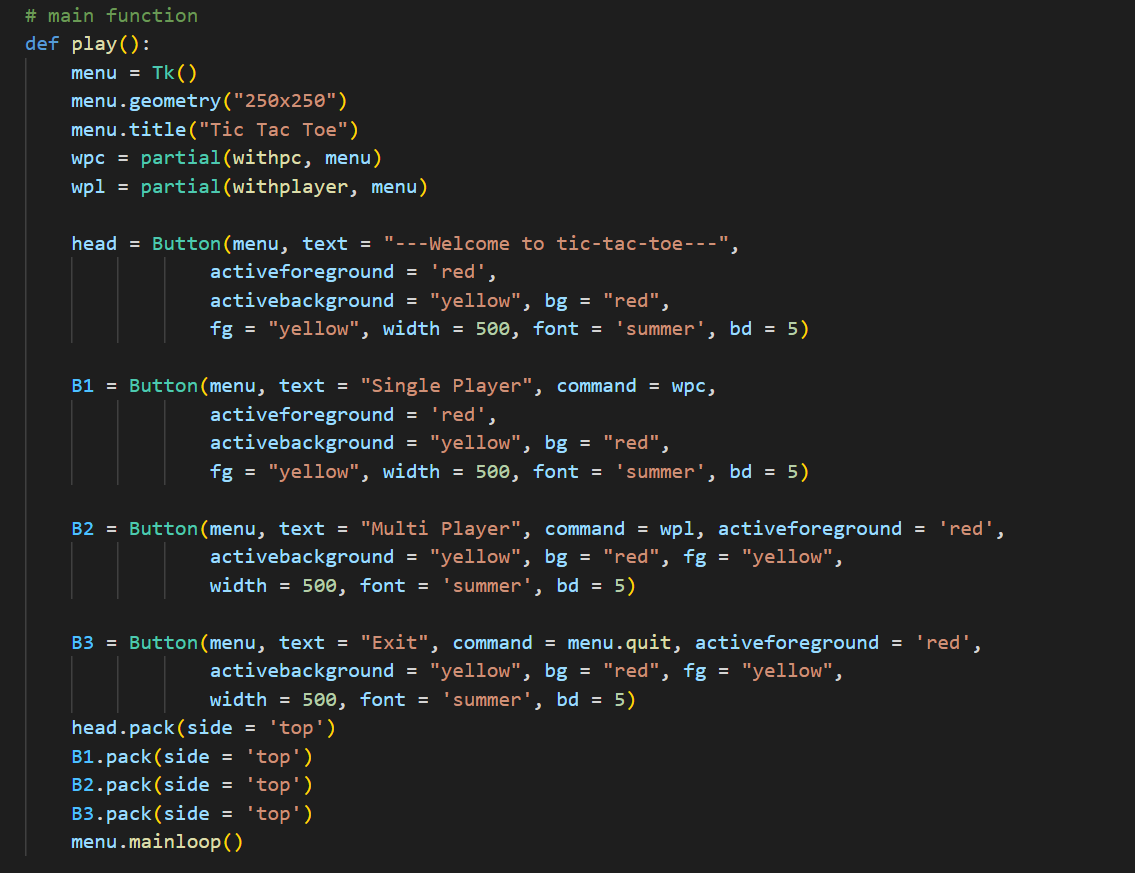 # main function
def play():
    menu = Tk()
    menu.geometry("250x250")
    menu.title("Tic Tac Toe")
    wpc = partial(withpc, menu)
    wpl = partial(withplayer, menu)

    head = Button(menu, text = "---Welcome to tic-tac-toe---",
                activeforeground = 'red',
                activebackground = "yellow", bg = "red",
                fg = "yellow", width = 500, font = 'summer', bd = 5)

    B1 = Button(menu, text = "Single Player", command = wpc,
                activeforeground = 'red',
                activebackground = "yellow", bg = "red",
                fg = "yellow", width = 500, font = 'summer', bd = 5)

    B2 = Button(menu, text = "Multi Player", command = wpl, activeforeground = 'red',
                activebackground = "yellow", bg = "red", fg = "yellow",
                width = 500, font = 'summer', bd = 5)

    B3 = Button(menu, text = "Exit", command = menu.quit, activeforeground = 'red',
                activebackground = "yellow", bg = "red", fg = "yellow",
                width = 500, font = 'summer', bd = 5)
    head.pack(side = 'top')
    B1.pack(side = 'top')
    B2.pack(side = 'top')
    B3.pack(side = 'top')
    menu.mainloop()